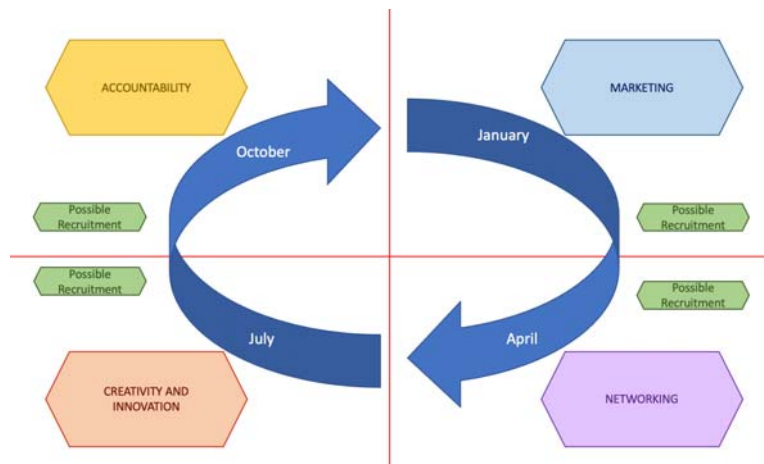 ACCOUNTABILITY
MARKETING
October
January
Possible
Recruitment
Possible
Recruitment
Possible
Recruitment
Possible
Recruitment
July
April
CREATIVITY AND
INNOVATION
NETWORKING